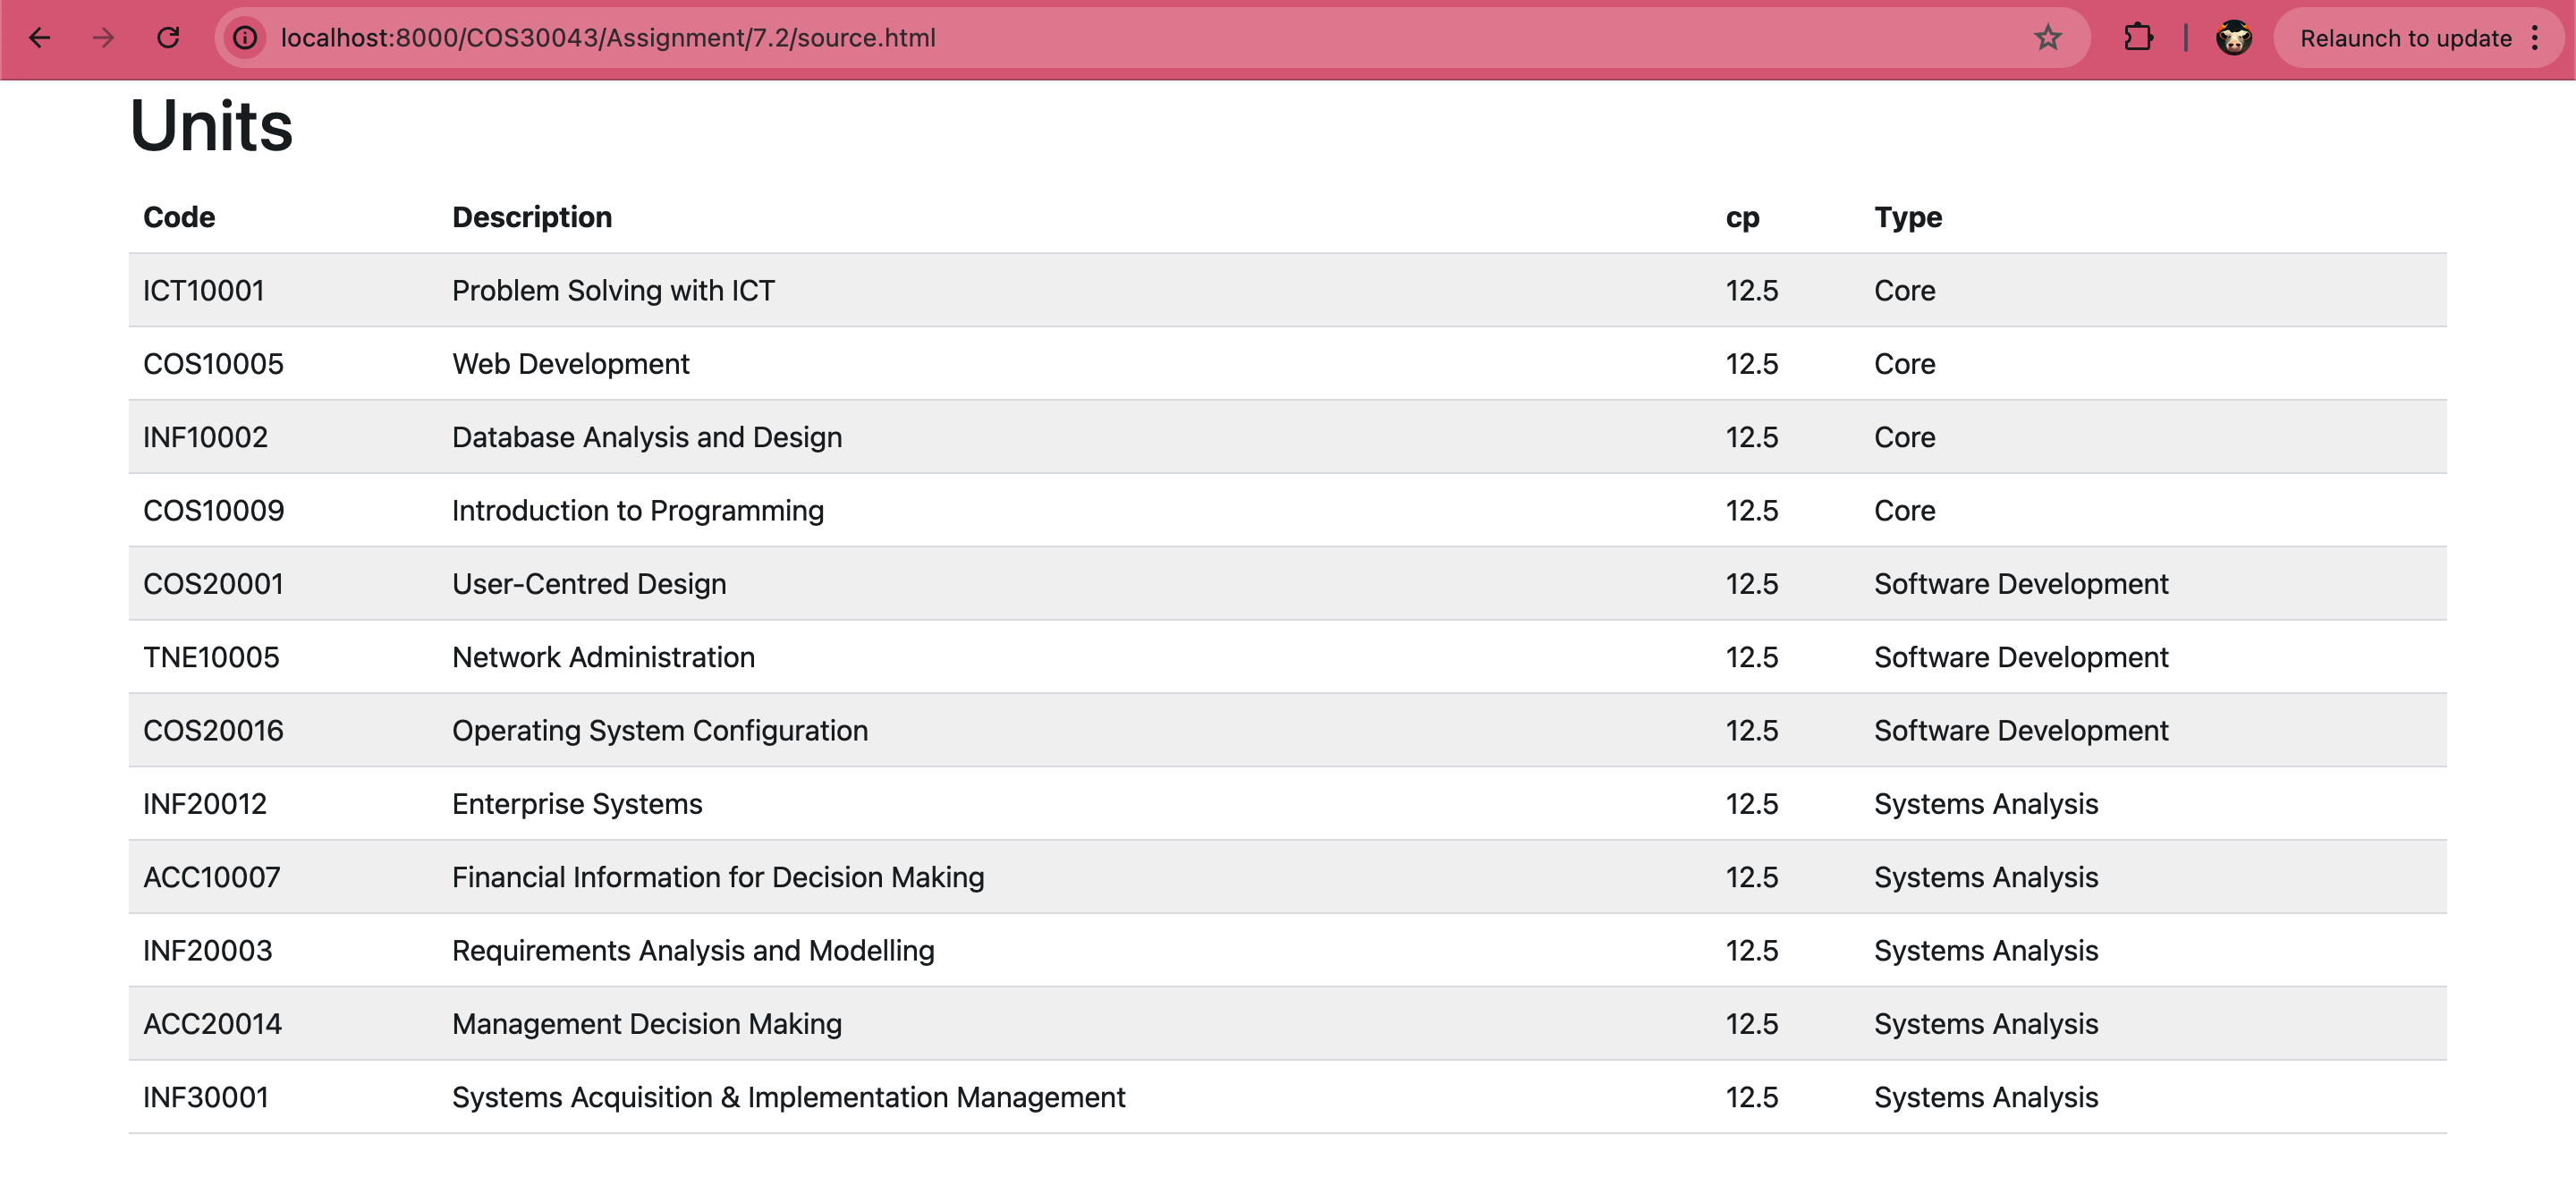 localhost:8000/COS30043/Assignment/7.2/source.html Relaunch to update
Units
Code Description cp Type
ICT10001 Problem Solving with ICT 12.5 Core
COS10005 Web Development 12.5 Core
INF10002 Database Analysis and Design 12.5 Core
COS10009 Introduction to Programming 12.5 Core
COS20001 User-Centred Design 12.5 Software Development
TNE10005 Network Administration 12.5 Software Development
COS20016 Operating System Configuration 12.5 Software Development
INF20012 Enterprise Systems 12.5 Systems Analysis
ACC10007 Financial Information for Decision Making 12.5 Systems Analysis
INF20003 Requirements Analysis and Modelling 12.5 Systems Analysis
ACC20014 Management Decision Making 12.5 Systems Analysis
INF30001 Systems Acquisition & Implementation Management 12.5 Systems Analysis